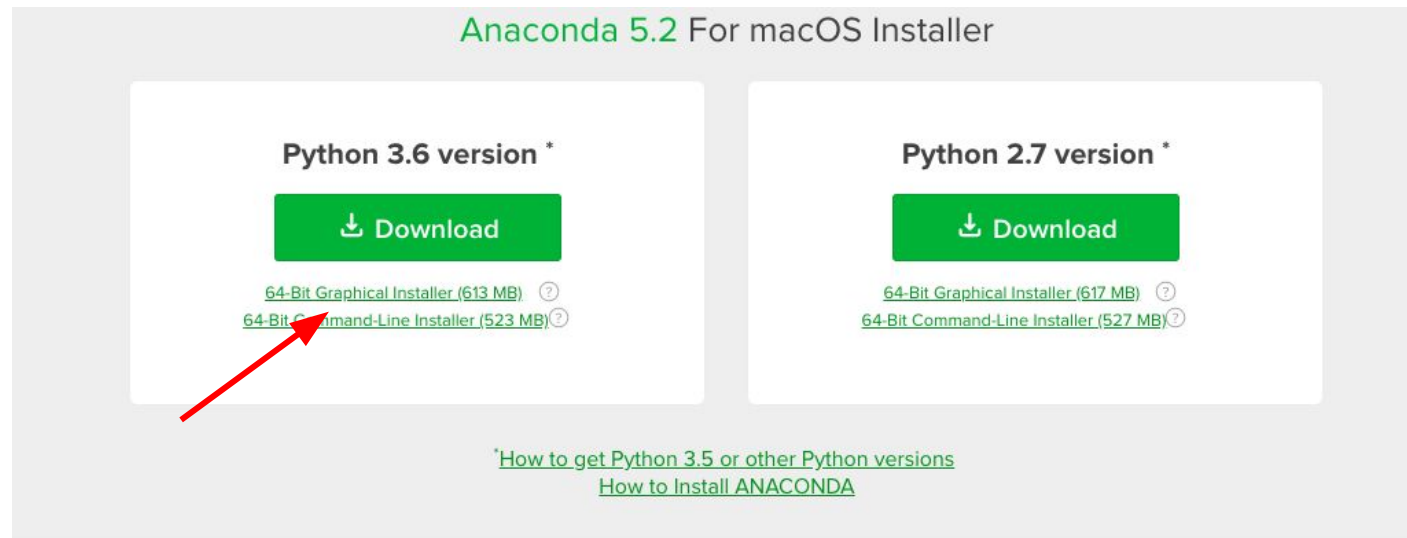 Anaconda 5.2 For macOS Installer
Python 3.6 version *
Download
64-Bit Graphical Installer (613 MB) ?
64-Bit Command-Line Installer (523 MB) ?
Python 2.7 version *
Download
64-Bit Graphical Installer (617 MB) ?
64-Bit Command-Line Installer (527 MB) ?
*How to get Python 3.5 or other Python versions
How to Install ANACONDA